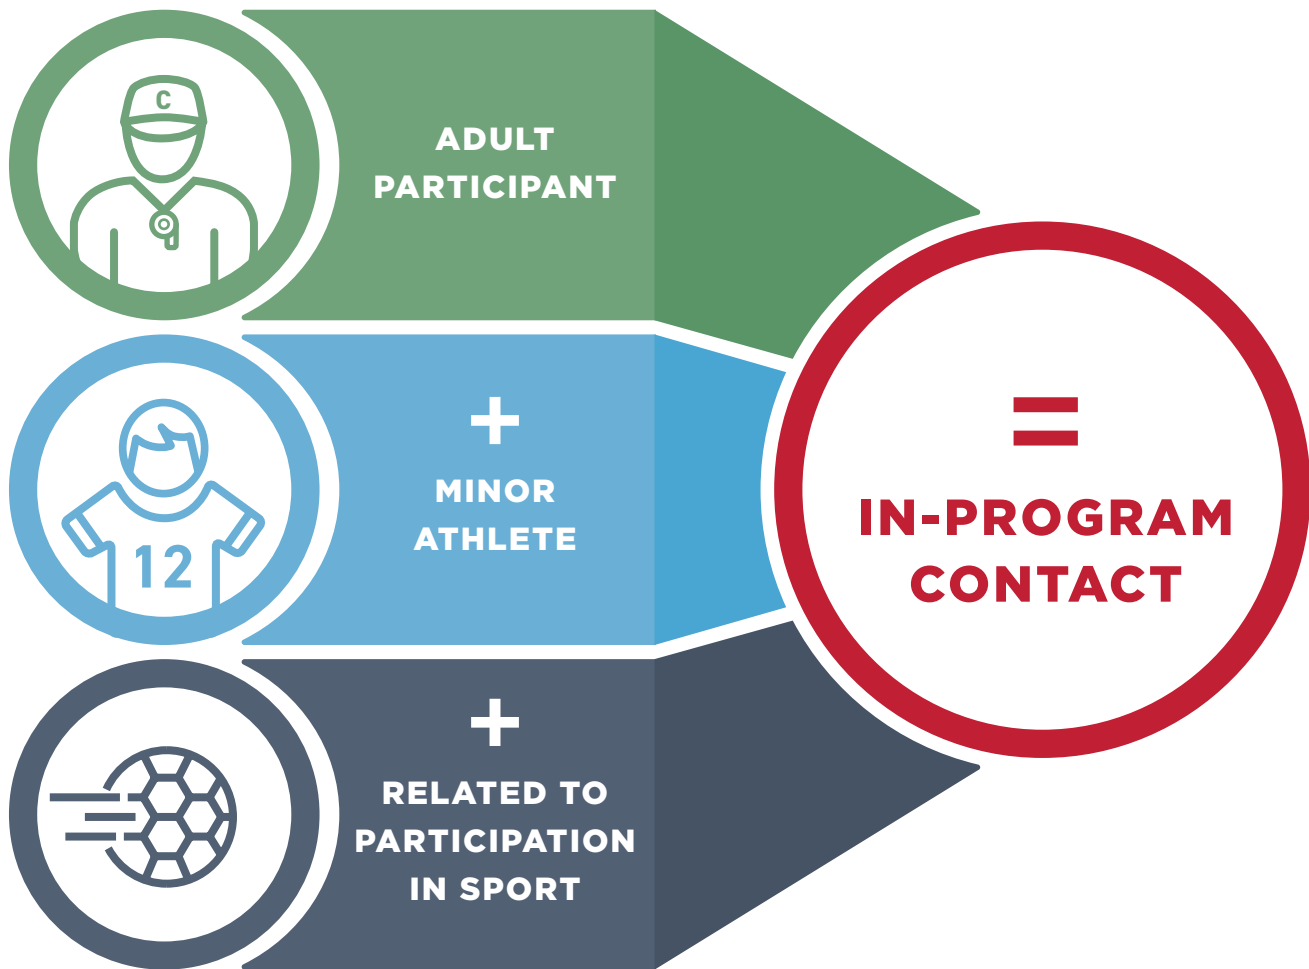 C
ADULT
PARTICIPANT
+
MINOR
ATHLETE
12
+
RELATED TO
PARTICIPATION
IN SPORT
=
IN-PROGRAM
CONTACT